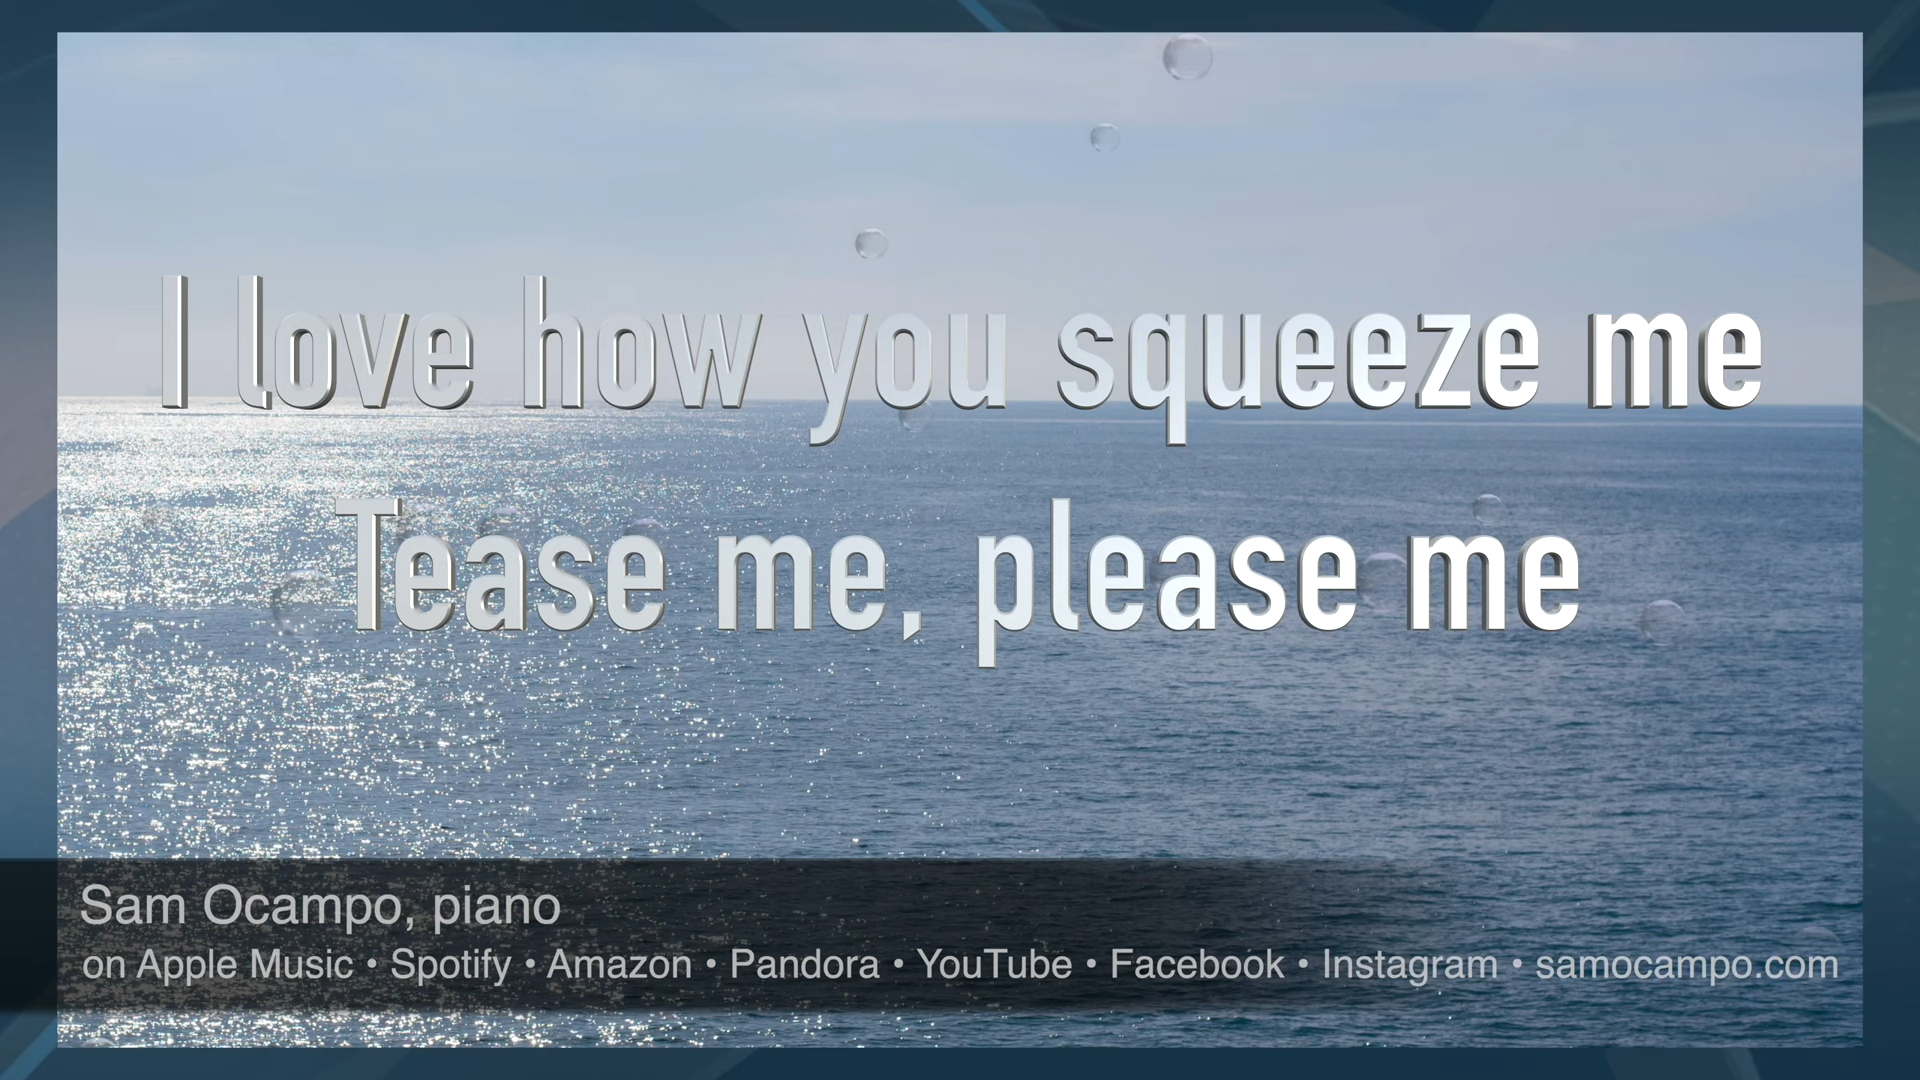 I love how you squeeze me
Tease me, please me
Sam Ocampo, piano
on Apple Music • Spotify • Amazon • Pandora • YouTube • Facebook • Instagram • samocampo.com